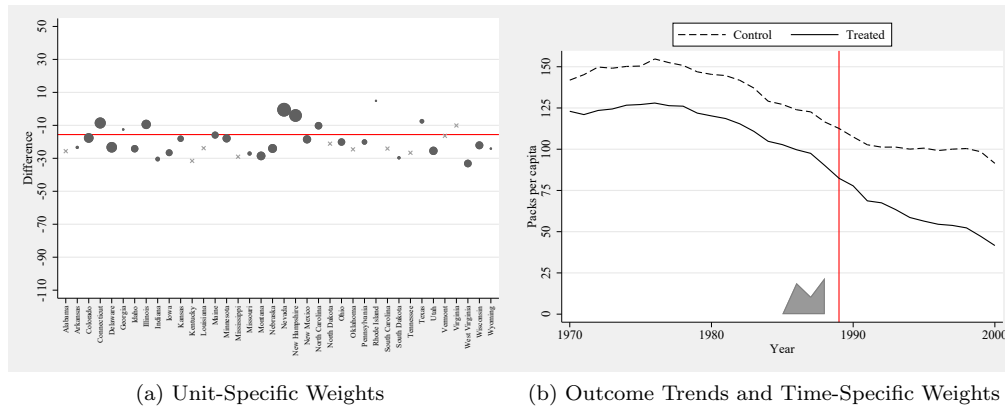 50
30
10
-10
-30
-50
-70
-90
-110
Difference
Alabama
Arkansas
Colorado
Connecticut
Delaware
Georgia
Idaho
Illinois
Indiana
Iowa
Kansas
Kentucky
Louisiana
Maine
Minnesota
Mississippi
Missouri
Montana
Nebraska
Nevada
New Hampshire
New Mexico
North Carolina
North Dakota
Ohio
Oklahoma
Pennsylvania
Rhode Island
South Carolina
South Dakota
Tennessee
Texas
Utah
Vermont
Virginia
West Virginia
Wisconsin
Wyoming
(a) Unit-Specific Weights
Control Treated
150
125
100
75
50
25
0
Packs per capita
1970 1980 1990 2000
Year
(b) Outcome Trends and Time-Specific Weights